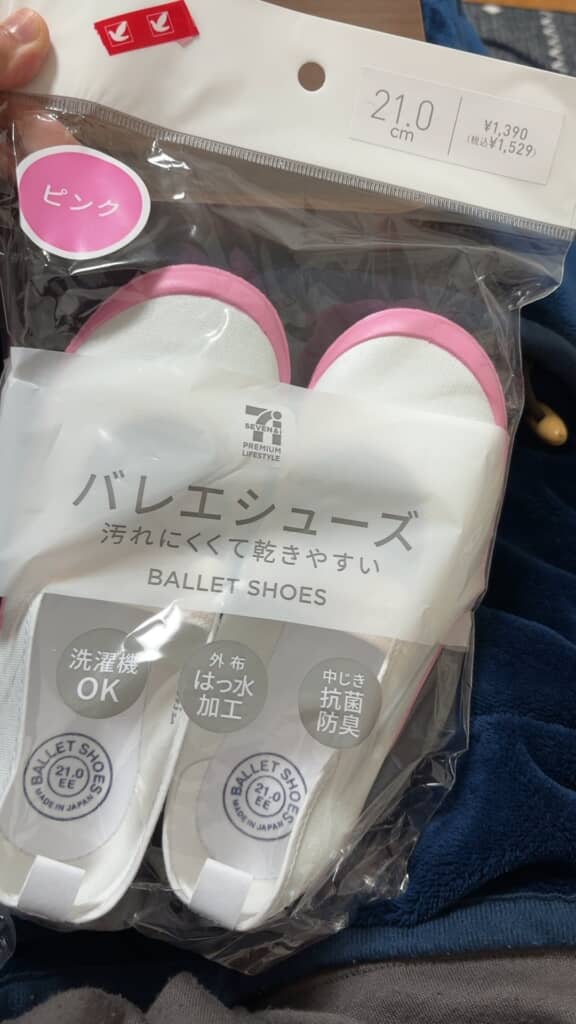 21.0
cm
¥1,390
(税込¥1,529)
ピンク
SEVEN&i
PREMIUM
LIFESTYLE
バレエシューズ
汚れにくくて乾きやすい
BALLET SHOES
洗濯機
OK
外布
はっ水
加工
中じき
抗菌
防臭
BALLET SHOES
21.0
EE
MADE IN JAPAN
BALLET SHOES
21.0
EE
MADE IN JAPAN